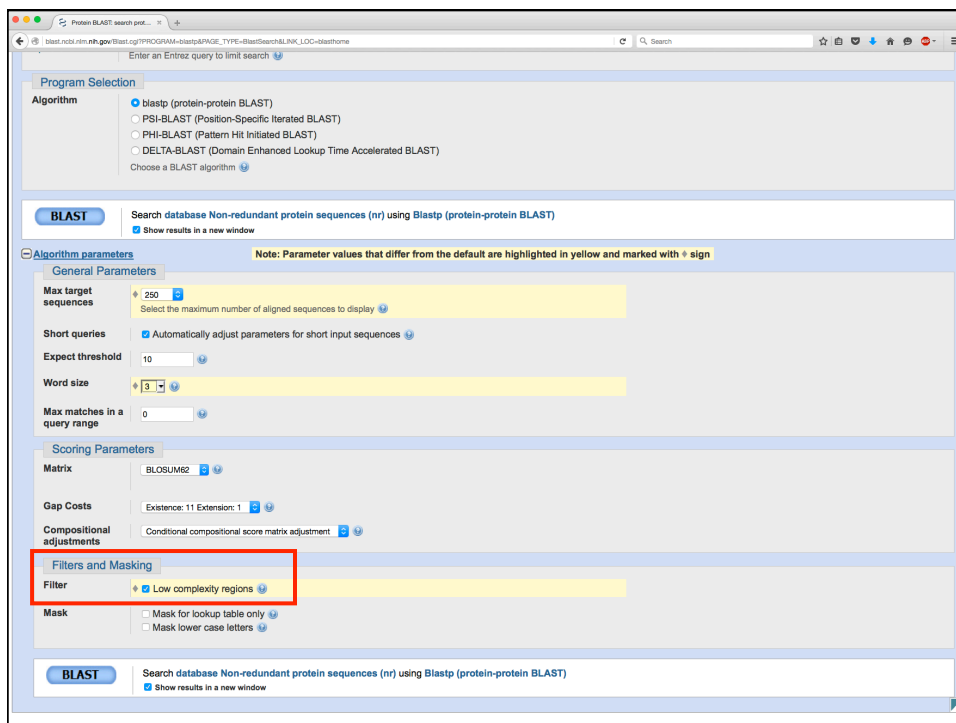 Protein BLAST: search prot...
blast.ncbi.nlm.nih.gov/Blast.cgi?PROGRAM=blastp&PAGE_TYPE=BlastSearch&LINK_LOC=blasthome
Search
Enter an Entrez query to limit search
Program Selection
Algorithm
blastp (protein-protein BLAST)
PSI-BLAST (Position-Specific Iterated BLAST)
PHI-BLAST (Pattern Hit Initiated BLAST)
DELTA-BLAST (Domain Enhanced Lookup Time Accelerated BLAST)
Choose a BLAST algorithm
BLAST Search database Non-redundant protein sequences (nr) using Blastp (protein-protein BLAST)
Show results in a new window
Algorithm parameters Note: Parameter values that differ from the default are highlighted in yellow and marked with ♦ sign
General Parameters
Max target sequences
250
Select the maximum number of aligned sequences to display
Short queries Automatically adjust parameters for short input sequences
Expect threshold 10
Word size 3
Max matches in a query range
0
Scoring Parameters
Matrix BLOSUM62
Gap Costs Existence: 11 Extension: 1
Compositional adjustments
Conditional compositional score matrix adjustment
Filters and Masking
Filter Low complexity regions
Mask Mask for lookup table only
Mask lower case letters
BLAST Search database Non-redundant protein sequences (nr) using Blastp (protein-protein BLAST)
Show results in a new window